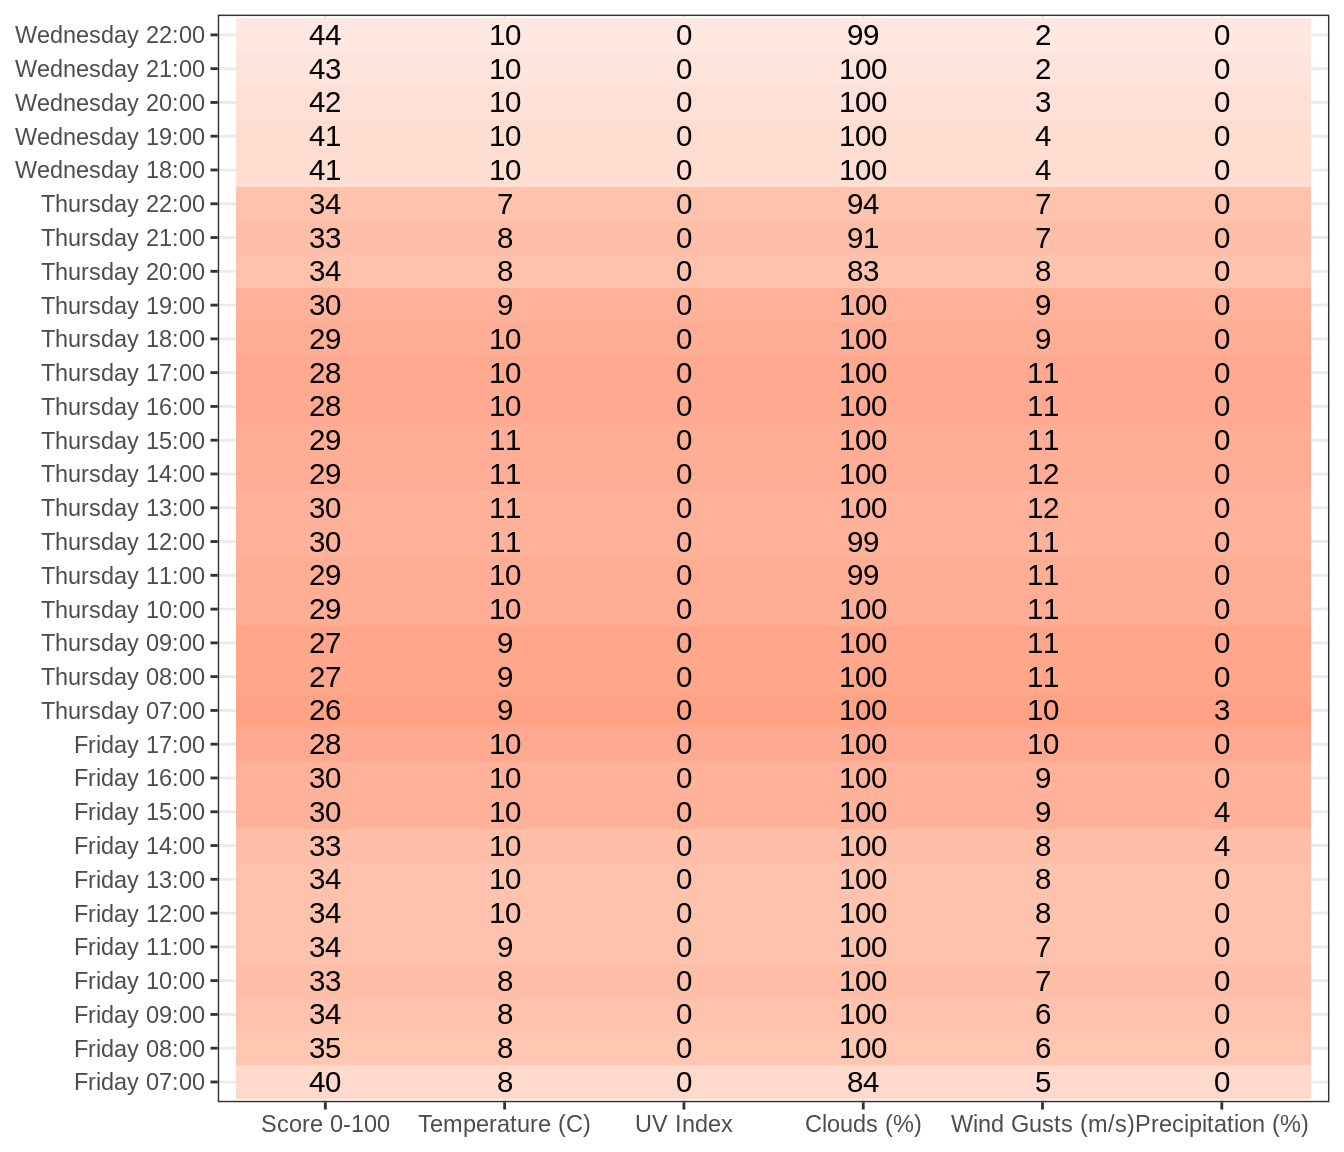 Wednesday 22:00 44 10 0 99 2 0
Wednesday 21:00 43 10 0 100 2 0
Wednesday 20:00 42 10 0 100 3 0
Wednesday 19:00 41 10 0 100 4 0
Wednesday 18:00 41 10 0 100 4 0
Thursday 22:00 34 7 0 94 7 0
Thursday 21:00 33 8 0 91 7 0
Thursday 20:00 34 8 0 83 8 0
Thursday 19:00 30 9 0 100 9 0
Thursday 18:00 29 10 0 100 9 0
Thursday 17:00 28 10 0 100 11 0
Thursday 16:00 28 10 0 100 11 0
Thursday 15:00 29 11 0 100 11 0
Thursday 14:00 29 11 0 100 12 0
Thursday 13:00 30 11 0 100 12 0
Thursday 12:00 30 11 0 99 11 0
Thursday 11:00 29 10 0 99 11 0
Thursday 10:00 29 10 0 100 11 0
Thursday 09:00 27 9 0 100 11 0
Thursday 08:00 27 9 0 100 11 0
Thursday 07:00 26 9 0 100 10 3
Friday 17:00 28 10 0 100 10 0
Friday 16:00 30 10 0 100 9 0
Friday 15:00 30 10 0 100 9 4
Friday 14:00 33 10 0 100 8 4
Friday 13:00 34 10 0 100 8 0
Friday 12:00 34 10 0 100 8 0
Friday 11:00 34 9 0 100 7 0
Friday 10:00 33 8 0 100 7 0
Friday 09:00 34 8 0 100 6 0
Friday 08:00 35 8 0 100 6 0
Friday 07:00 40 8 0 84 5 0
Score 0-100 Temperature (C) UV Index Clouds (%) Wind Gusts (m/s) Precipitation (%)